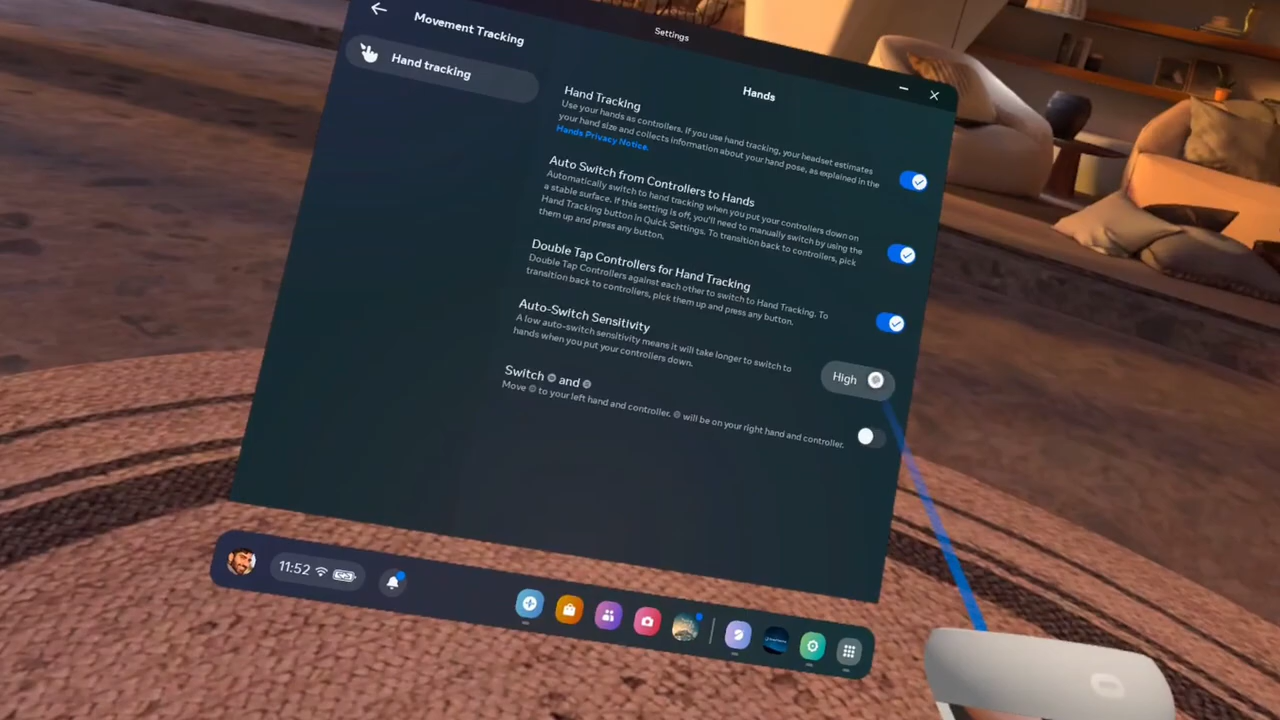 Settings
Movement Tracking
Hand tracking
Hands
Hand Tracking
Use your hands as controllers. If you use hand tracking, your headset estimates
your hand size and collects information about your hand pose, as explained in the
Hands Privacy Notice.
Auto Switch from Controllers to Hands
Automatically switch to hand tracking when you put your controllers down on
a stable surface. If this setting is off, you'll need to manually switch by using the
Hand Tracking button in Quick Settings. To transition back to controllers, pick
them up and press any button.
Double Tap Controllers for Hand Tracking
Double Tap Controllers against each other to switch to Hand Tracking. To
transition back to controllers, pick them up and press any button.
Auto-Switch Sensitivity
A low auto-switch sensitivity means it will take longer to switch to
hands when you put your controllers down.
High
Switch and
Move to your left hand and controller. will be on your right hand and controller.
11:52